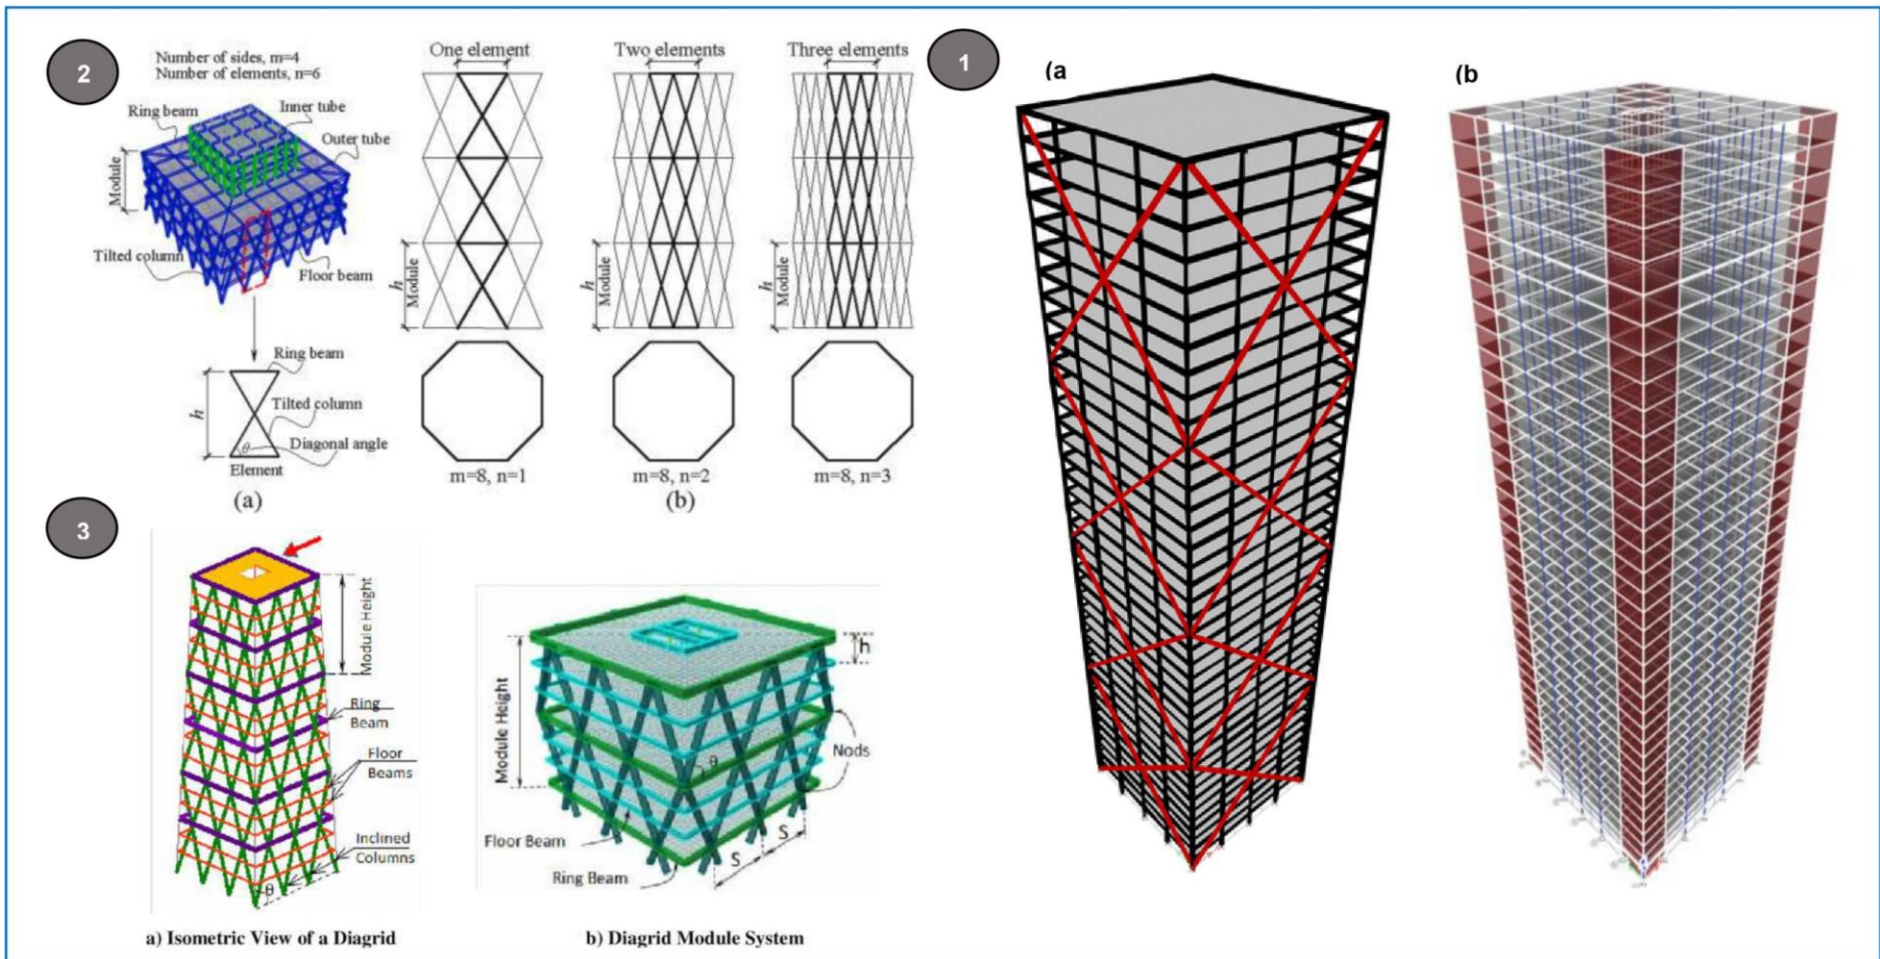 2
Number of sides, m=4
Number of elements, n=6
Ring beam
Inner tube
Outer tube
Module
Tilted column
Floor beam
Ring beam
h
Tilted column
θ
Diagonal angle
Element
(a)
One element
Two elements
Three elements
h
Module
h
Module
h
Module
m=8, n=1
m=8, n=2
m=8, n=3
(b)
1
(a
(b
3
Module Height
Ring
Beam
Floor
Beams
Inclined
Columns
θ
a) Isometric View of a Diagrid
Module Height
h
Nods
θ
Floor Beam
S
S
Ring Beam
b) Diagrid Module System